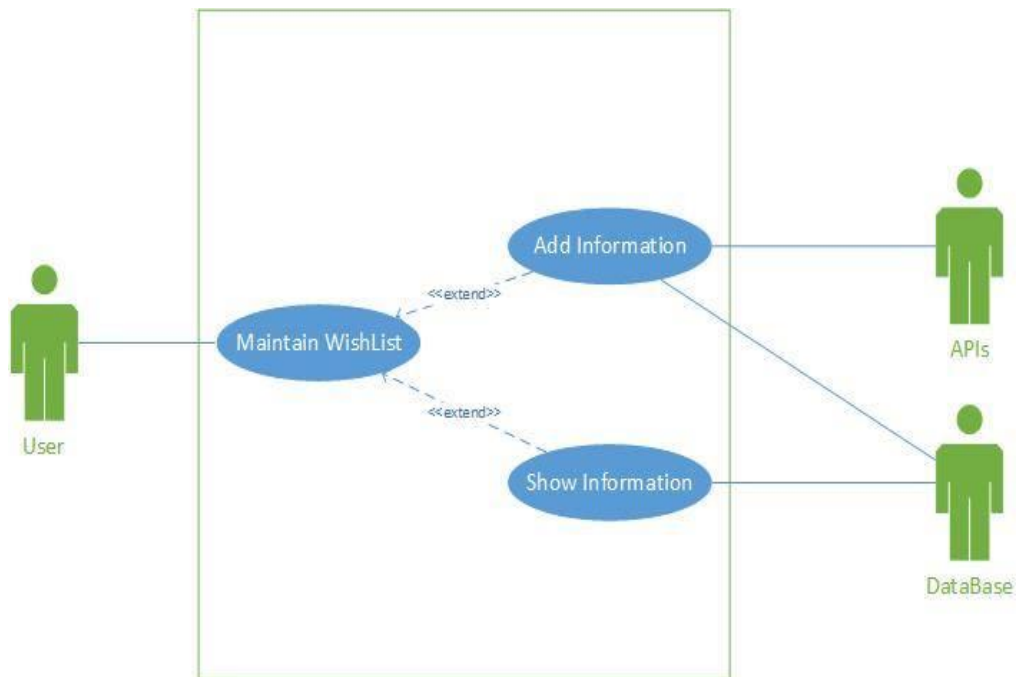 Add Information
<<extend>>
Maintain WishList
APIs
<<extend>>
User
Show Information
DataBase